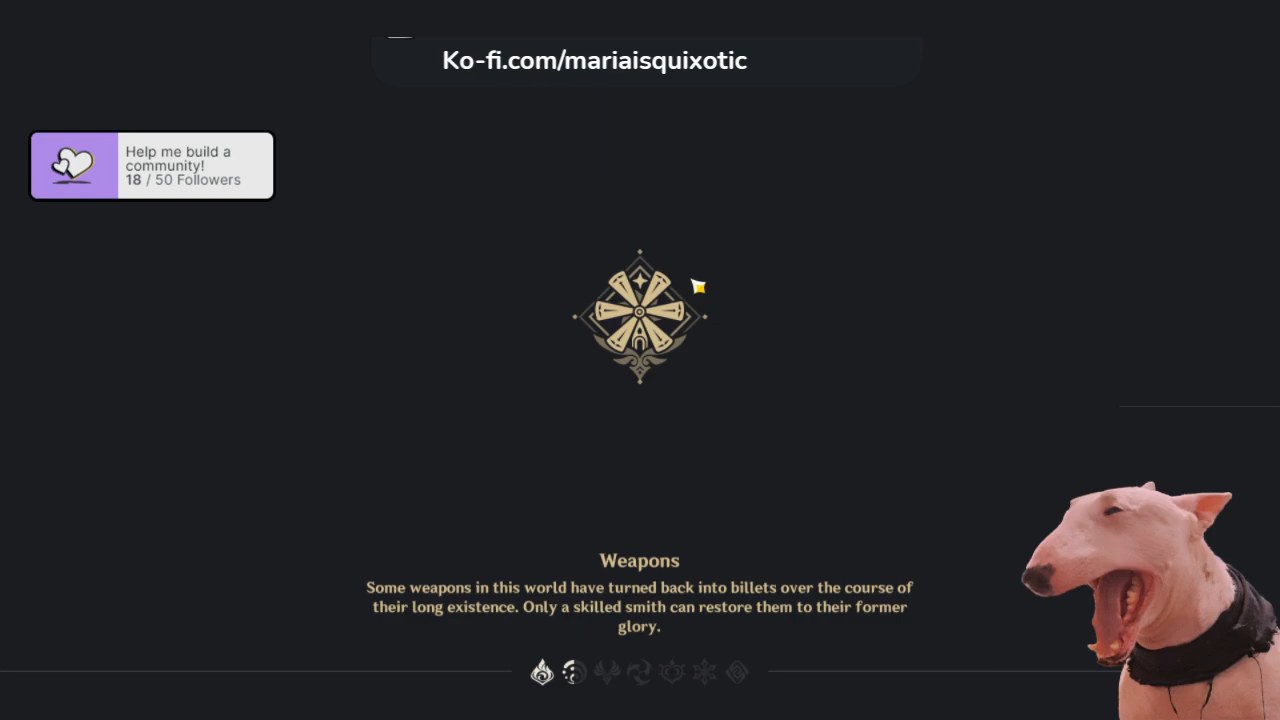 Ko-fi.com/mariaisquixotic
Help me build a
community!
18 / 50 Followers
Weapons
Some weapons in this world have turned back into billets over the course of
their long existence. Only a skilled smith can restore them to their former
glory.